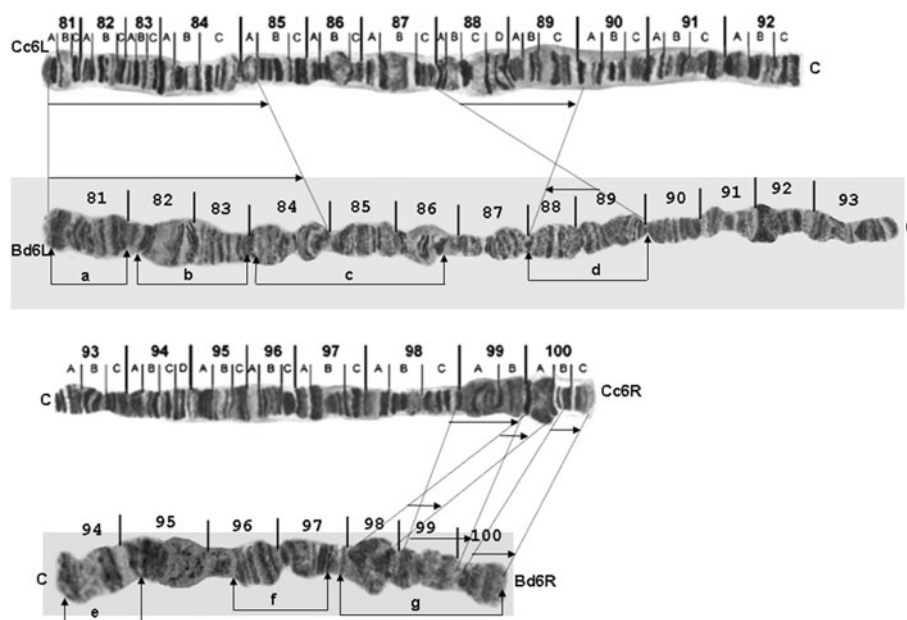 81 82 83 84 85 86 87 88 89 90 91 92
A B C A B C A B C A B C A B C A B C A B C A B C D A B C A B C A B C A B C
Cc6L C
81 82 83 84 85 86 87 88 89 90 91 92 93
Bd6L
a b c d
93 94 95 96 97 98 99 100
A B C A B C D A B C A B C A B C A B C A B A B C
C Cc6R
94 95 96 97 98 99 100
C Bd6R
e f g